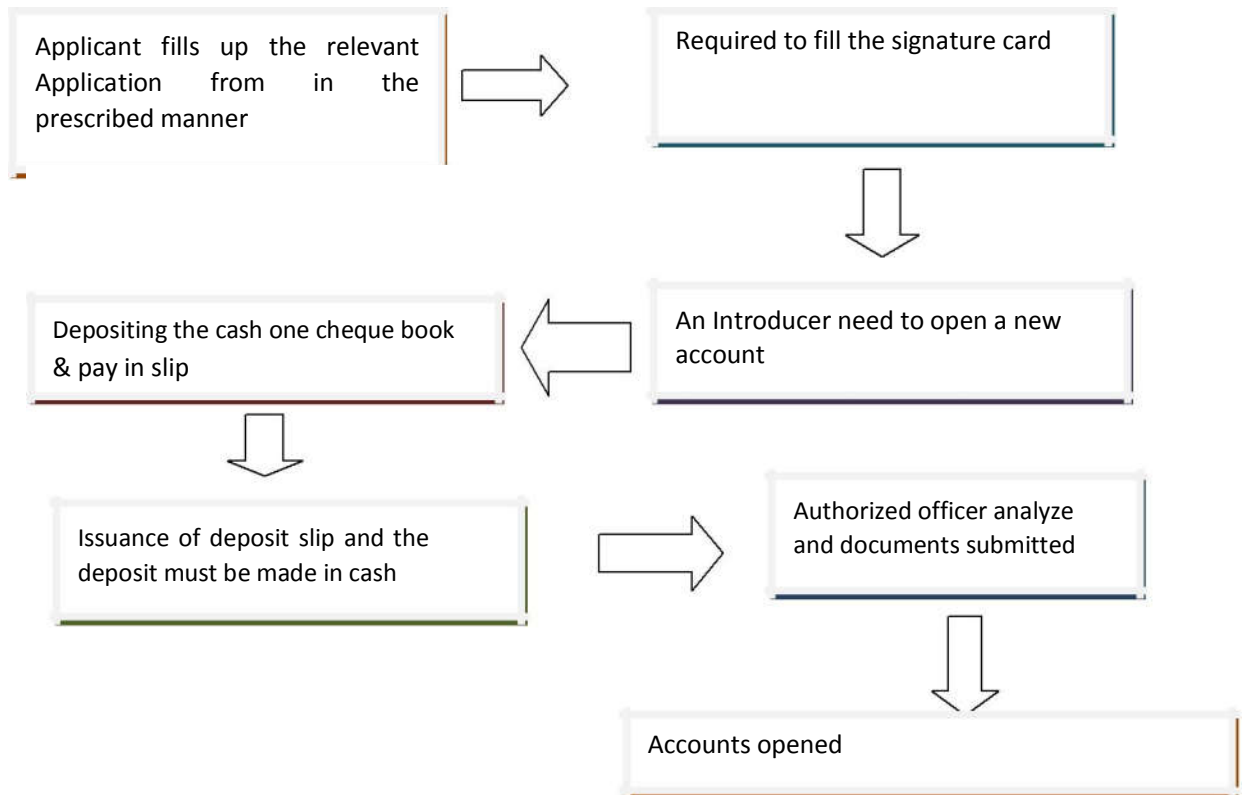 Applicant fills up the relevant
Application from in the
prescribed manner
Required to fill the signature card
An Introducer need to open a new
account
Depositing the cash one cheque book
& pay in slip
Issuance of deposit slip and the
deposit must be made in cash
Authorized officer analyze
and documents submitted
Accounts opened